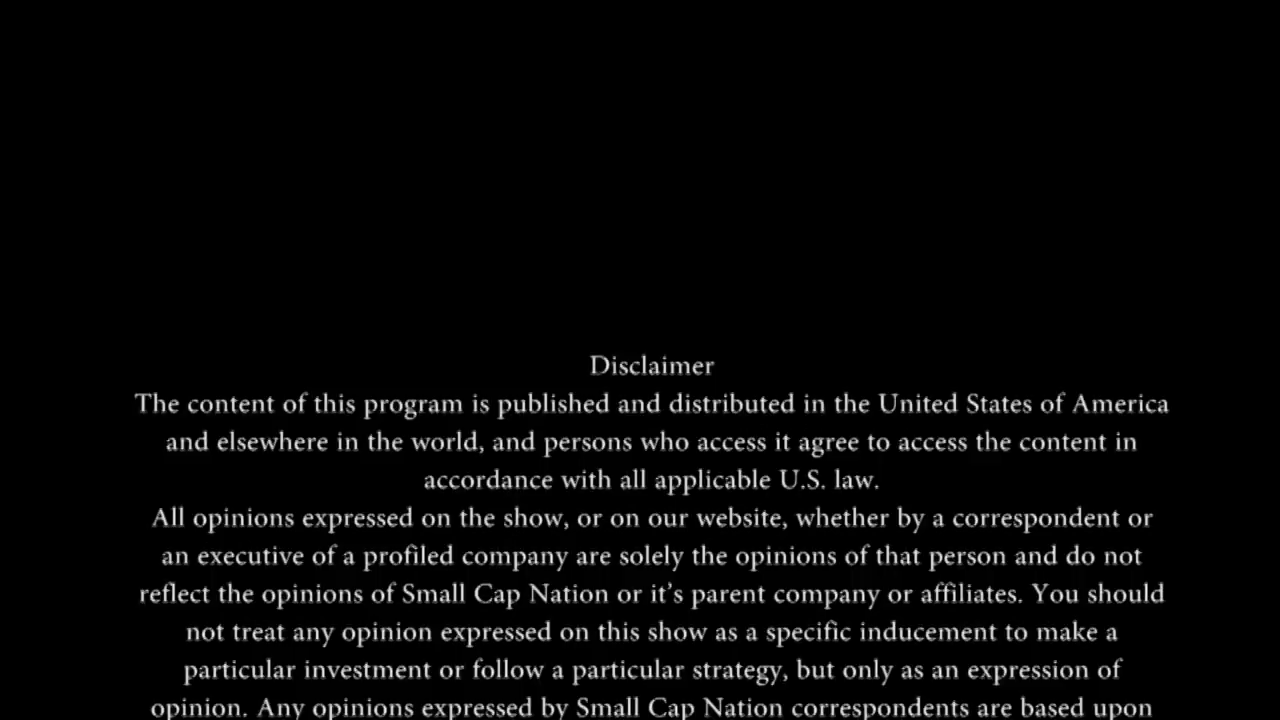 Disclaimer
The content of this program is published and distributed in the United States of America
and elsewhere in the world, and persons who access it agree to access the content in
accordance with all applicable U.S. law.
All opinions expressed on the show, or on our website, whether by a correspondent or
an executive of a profiled company are solely the opinions of that person and do not
reflect the opinions of Small Cap Nation or it's parent company or affiliates. You should
not treat any opinion expressed on this show as a specific inducement to make a
particular investment or follow a particular strategy, but only as an expression of
opinion. Any opinions expressed by Small Cap Nation correspondents are based upon